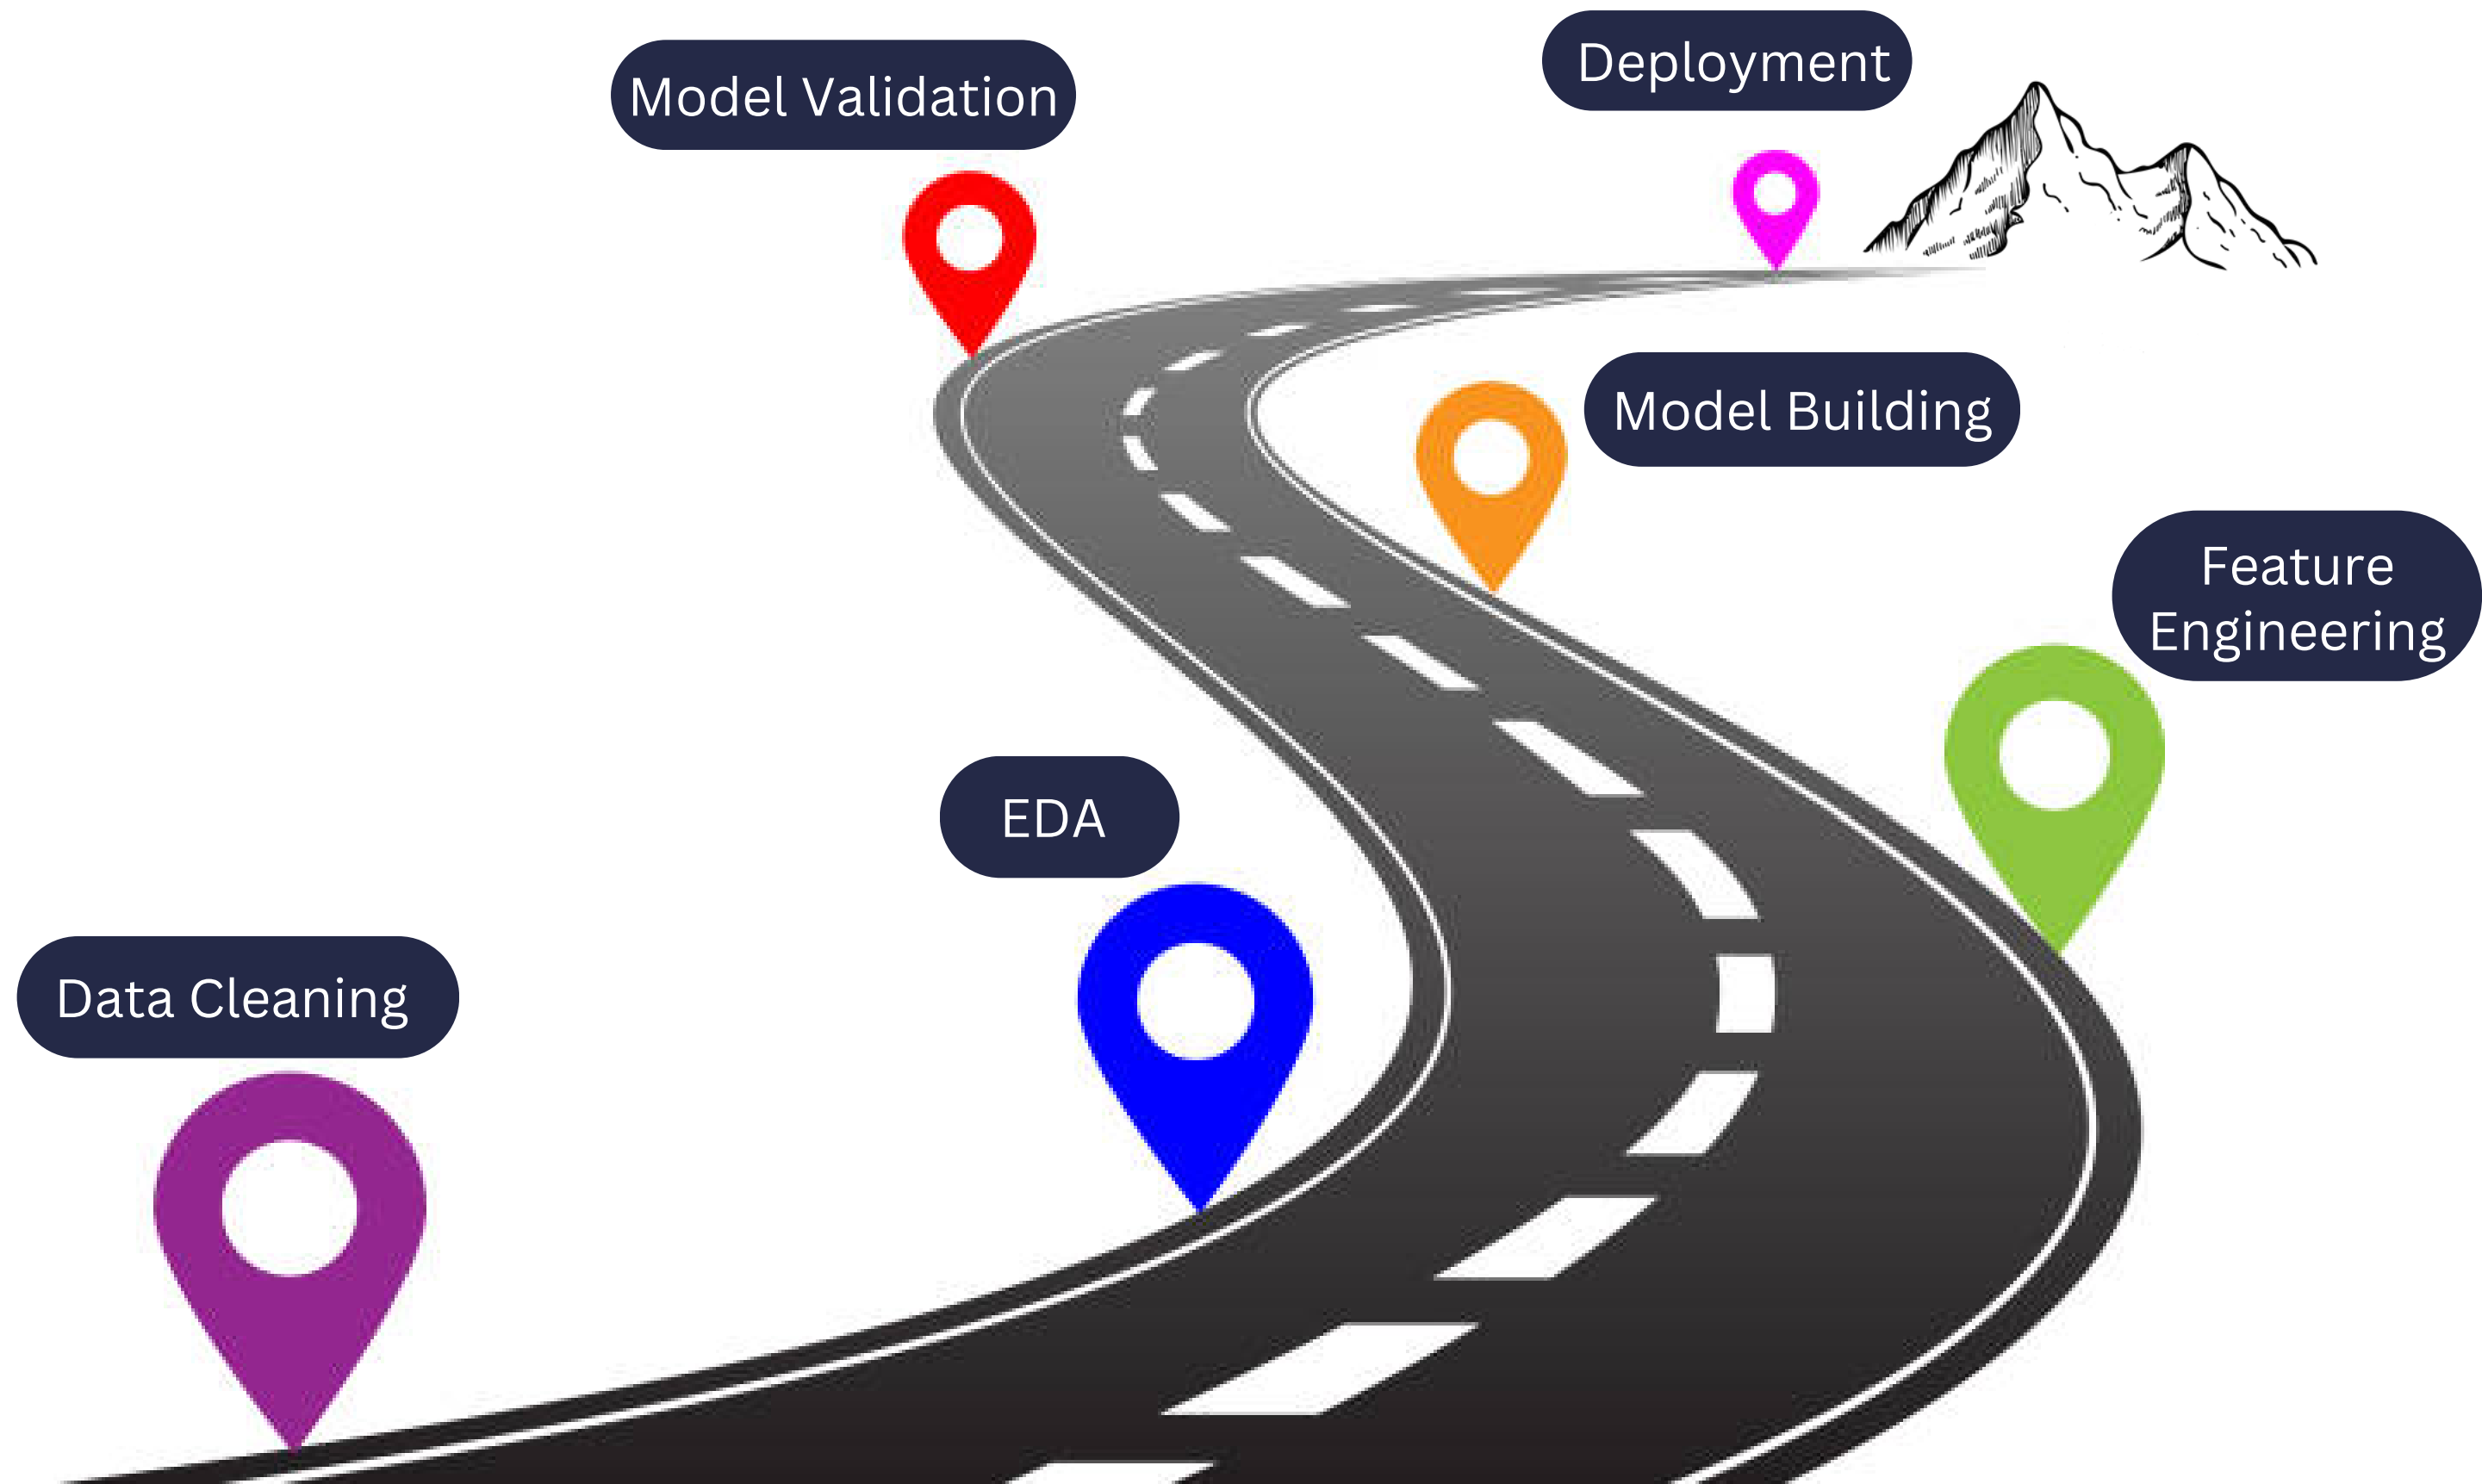 Model Validation
Deployment
Model Building
Feature
Engineering
EDA
Data Cleaning